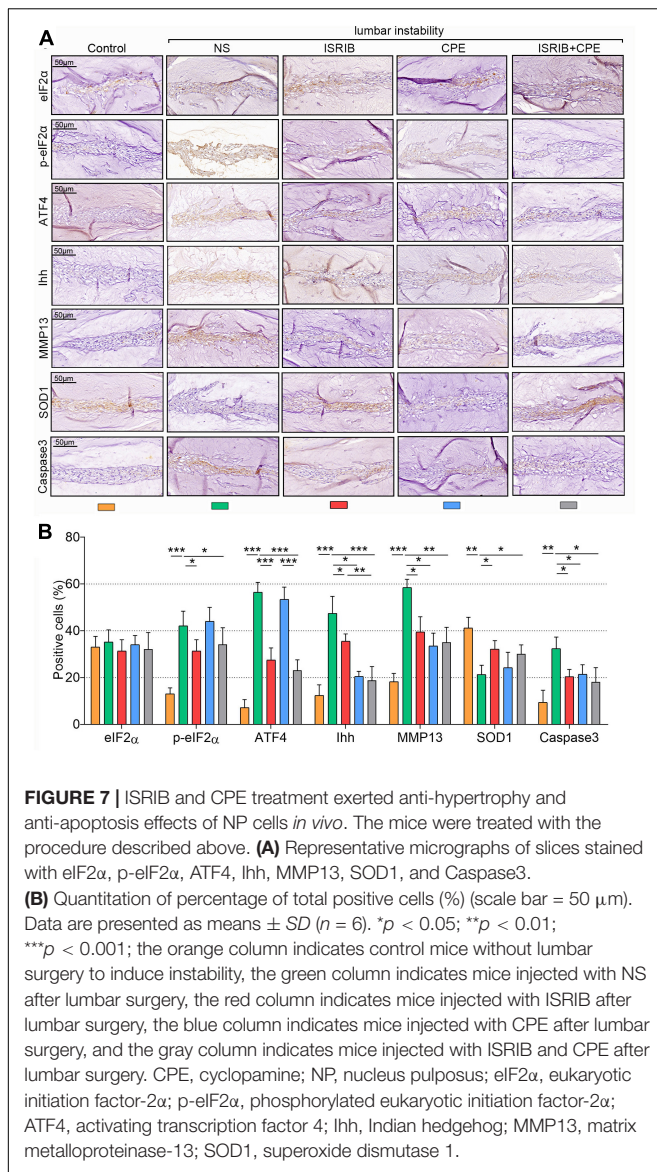 A
lumbar instability
Control NS ISRIB CPE ISRIB+CPE
eIF2α
50μm
p-eIF2α
50μm
ATF4
50μm
Ihh
50μm
MMP13
50μm
SOD1
50μm
Caspase3
50μm
B
Positive cells (%)
80
60
40
20
0
*** * *
*** *** *** ***
*** *** * * **
*** ** * *
** * *
** * * *
eIF2α p-eIF2α ATF4 Ihh MMP13 SOD1 Caspase3
FIGURE 7 | ISRIB and CPE treatment exerted anti-hypertrophy and
anti-apoptosis effects of NP cells in vivo. The mice were treated with the
procedure described above. (A) Representative micrographs of slices stained
with eIF2α, p-eIF2α, ATF4, Ihh, MMP13, SOD1, and Caspase3.
(B) Quantitation of percentage of total positive cells (%) (scale bar = 50 μm).
Data are presented as means ± SD (n = 6). *p < 0.05; **p < 0.01;
***p < 0.001; the orange column indicates control mice without lumbar
surgery to induce instability, the green column indicates mice injected with NS
after lumbar surgery, the red column indicates mice injected with ISRIB after
lumbar surgery, the blue column indicates mice injected with CPE after lumbar
surgery, and the gray column indicates mice injected with ISRIB and CPE after
lumbar surgery. CPE, cyclopamine; NP, nucleus pulposus; eIF2α, eukaryotic
initiation factor-2α; p-eIF2α, phosphorylated eukaryotic initiation factor-2α;
ATF4, activating transcription factor 4; Ihh, Indian hedgehog; MMP13, matrix
metalloproteinase-13; SOD1, superoxide dismutase 1.